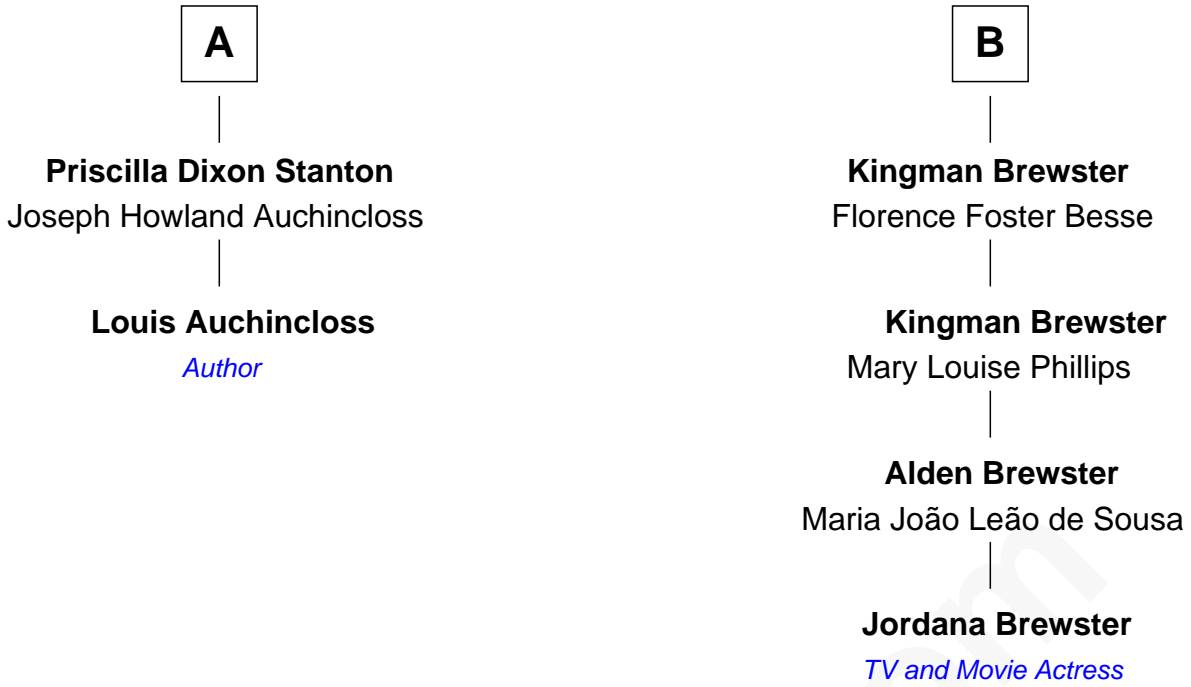 A
Priscilla Dixon Stanton
Joseph Howland Auchincloss
Louis Auchincloss
Author
B
Kingman Brewster
Florence Foster Besse
Kingman Brewster
Mary Louise Phillips
Alden Brewster
Maria João Leão de Sousa
Jordana Brewster
TV and Movie Actress